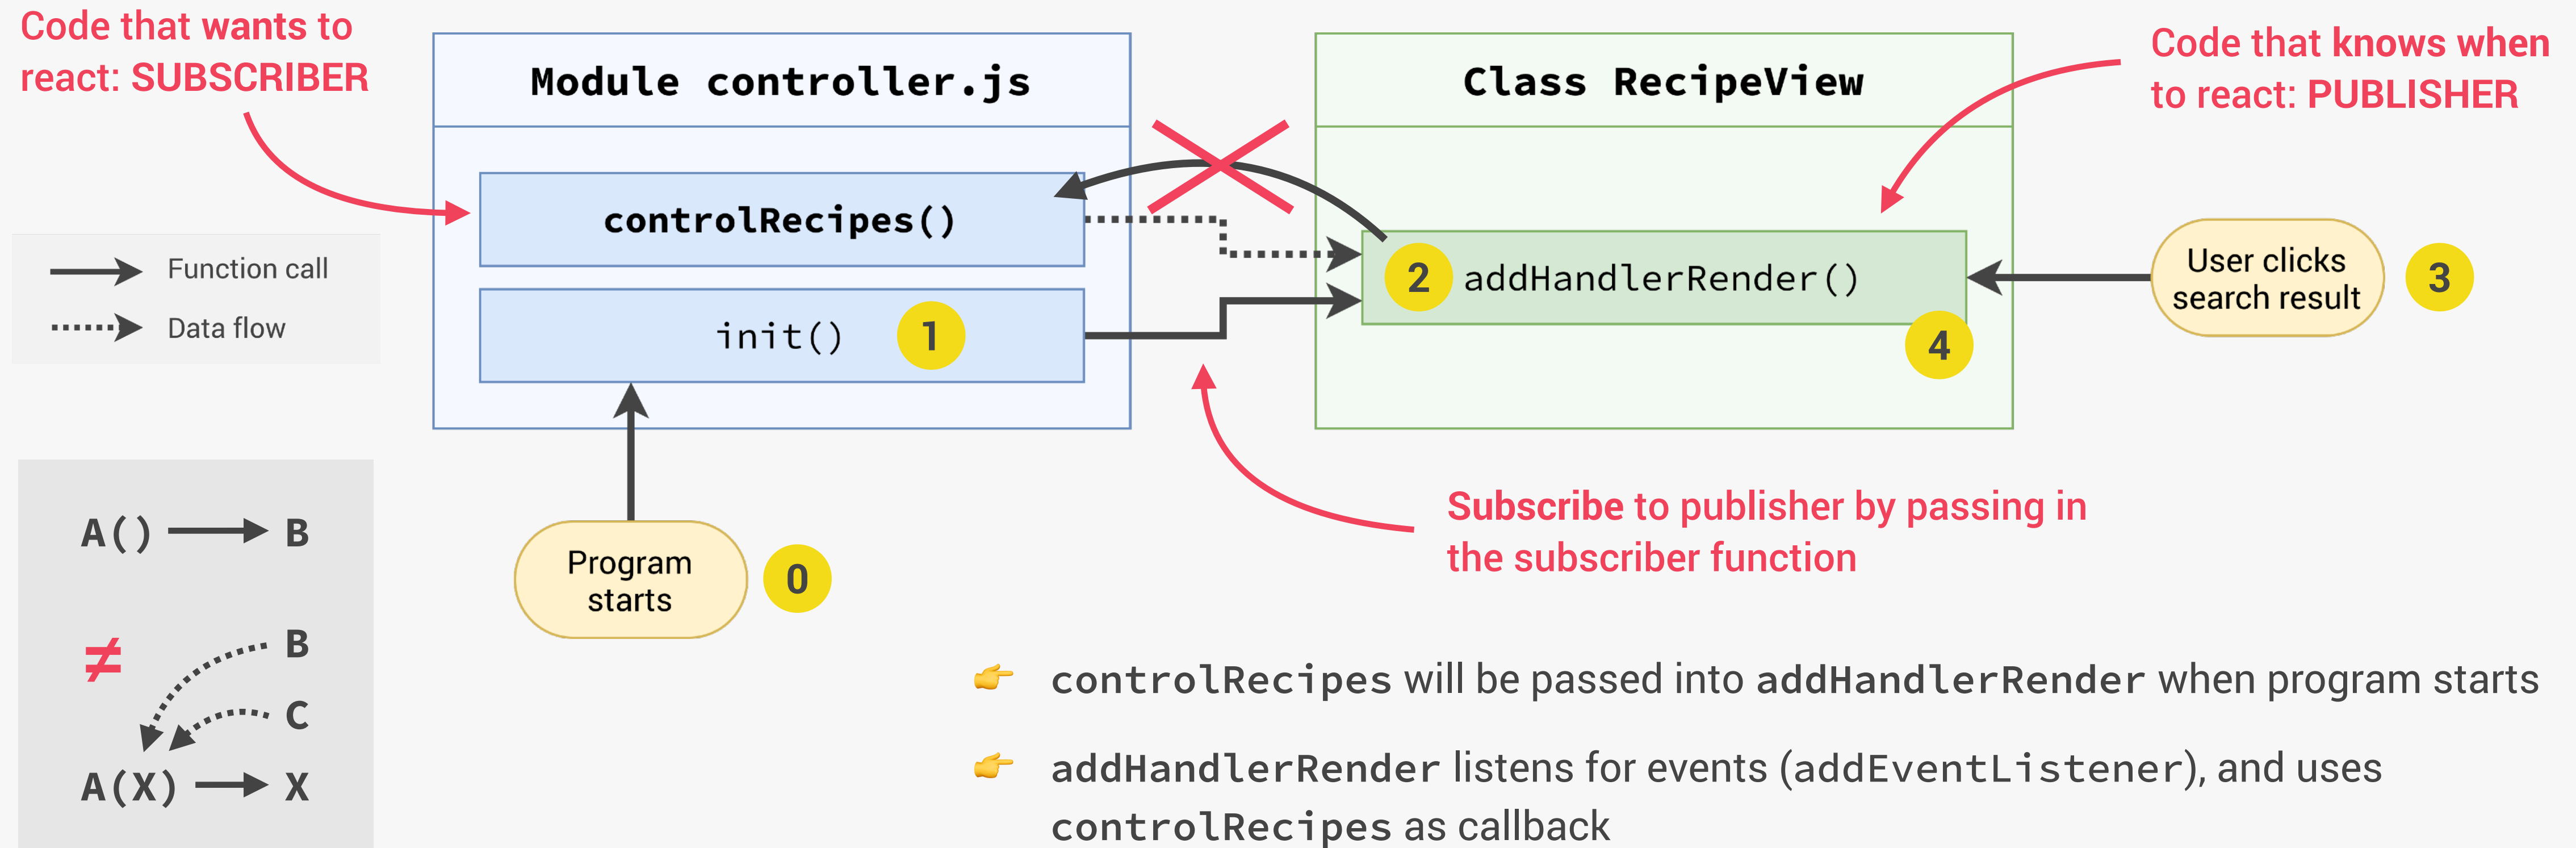 Code that wants to
react: SUBSCRIBER
Module controller.js
Class RecipeView
Code that knows when
to react: PUBLISHER
controlRecipes()
Function call
Data flow
init()
1
2
addHandlerRender()
4
User clicks
search result
3
Program
starts
0
Subscribe to publisher by passing in
the subscriber function
A() B
≠
B
C
A(X) X
👉 controlRecipes will be passed into addHandlerRender when program starts
👉 addHandlerRender listens for events (addEventListener), and uses
controlRecipes as callback